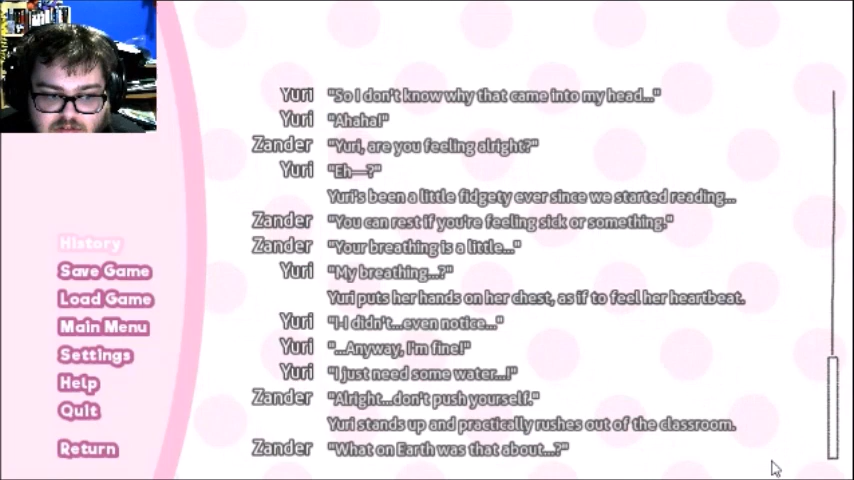 Yuri "So I don't know why that came into my head..."
Yuri "Ahaha!"
Zander "Yuri, are you feeling alright?"
Yuri "Eh—?"
Yuri's been a little fidgety ever since we started reading...
Zander "You can rest if you're feeling sick or something."
Zander "Your breathing is a little..."
Yuri "My breathing...?"
Yuri puts her hands on her chest, as if to feel her heartbeat.
Yuri "I-I didn't...even notice..."
Yuri "...Anyway, I'm fine!"
Yuri "I just need some water...!"
Zander "Alright...don't push yourself."
Yuri stands up and practically rushes out of the classroom.
Zander "What on Earth was that about...?"
History
Save Game
Load Game
Main Menu
Settings
Help
Quit
Return